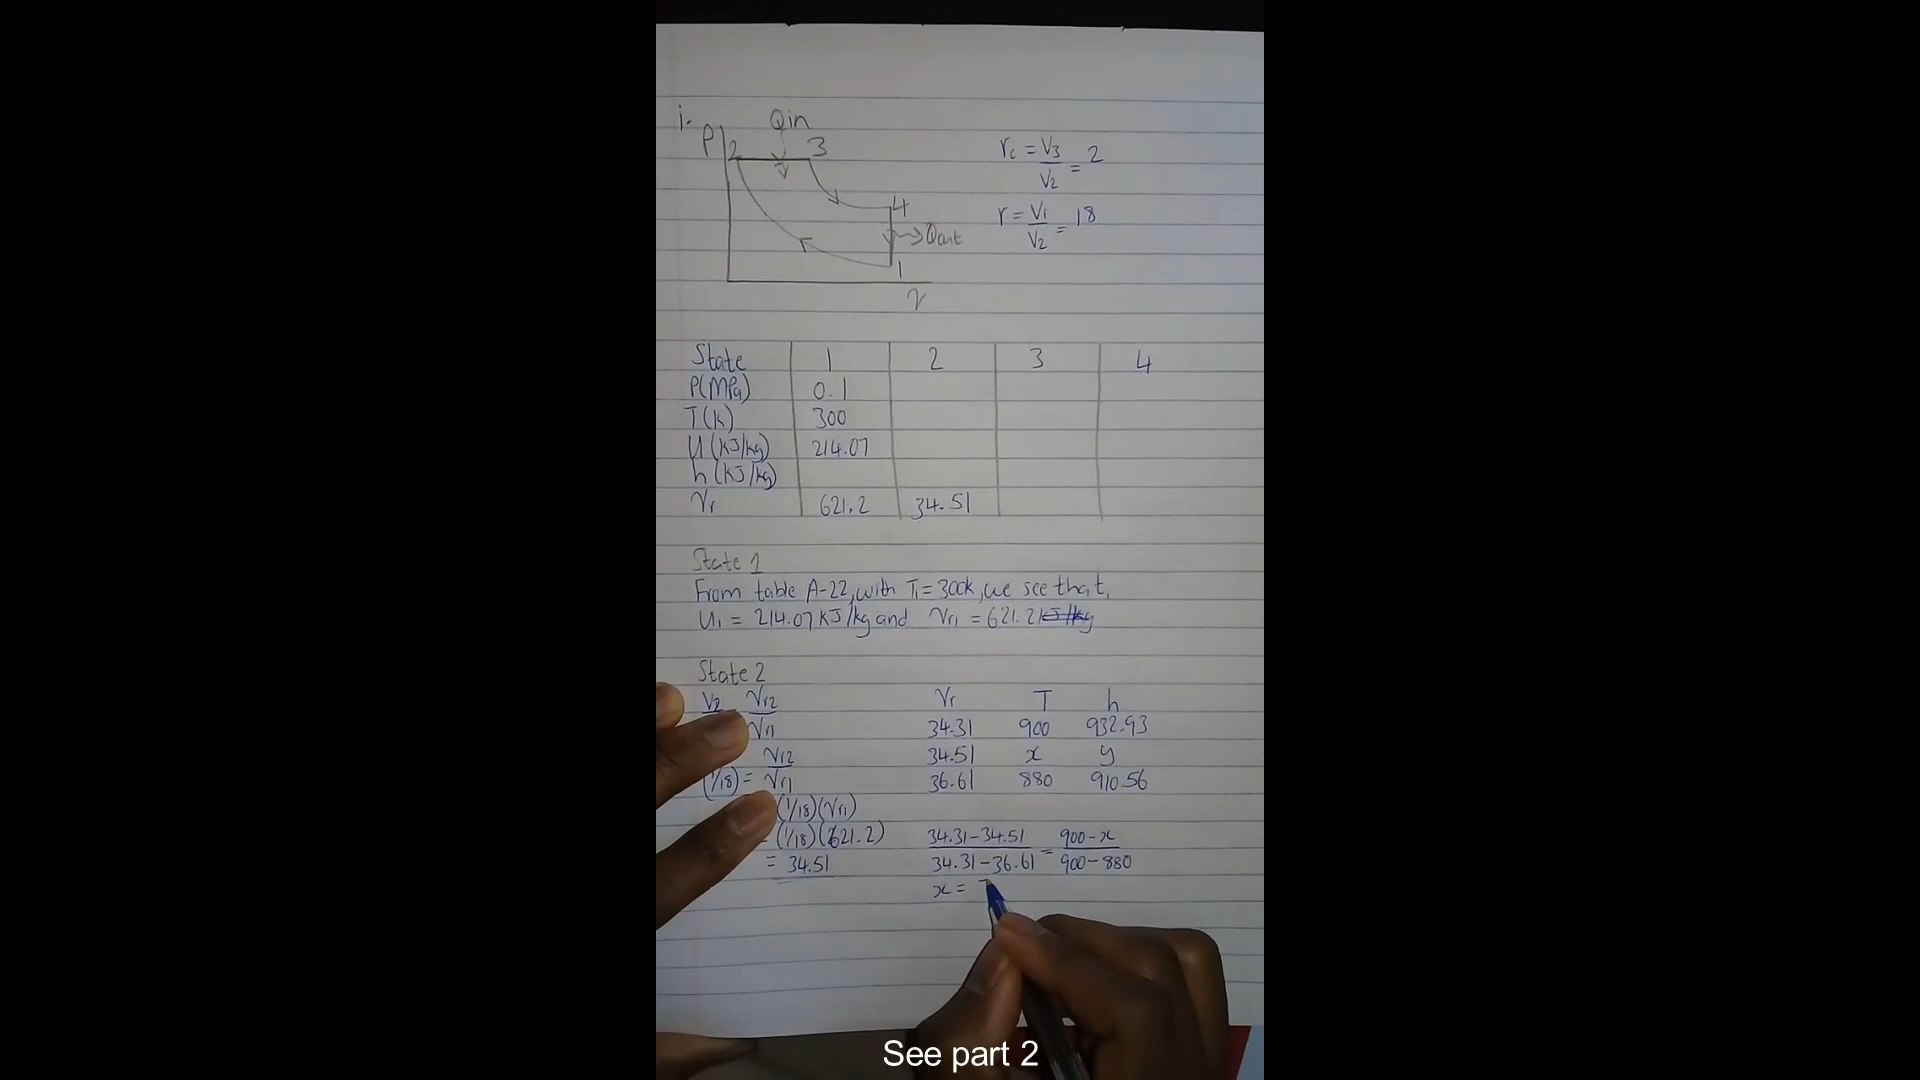 i.
Qin
P 2 3
4
Qout
1
V
rc = V3/V2 = 2
r = V1/V2 = 18
State 1 2 3 4
P(MPa) 0.1
T(K) 300
U(KJ/kg) 214.07
h(KJ/kg)
Vr 621.2 34.51
State 1
From table A-22, with T1 = 300K, we see that,
U1 = 214.07 KJ/kg and Vr1 = 621.2 KJ/kg
State 2
V2 Vr2
Vr1
Vr2
(1/18) = Vr1
(1/18)(Vr1)
= (1/18)(621.2)
= 34.51
Vr T h
34.31 900 932.93
34.51 x y
36.61 880 910.56
34.31-34.51 / 34.31-36.61 = 900-x / 900-880
x =
See part 2